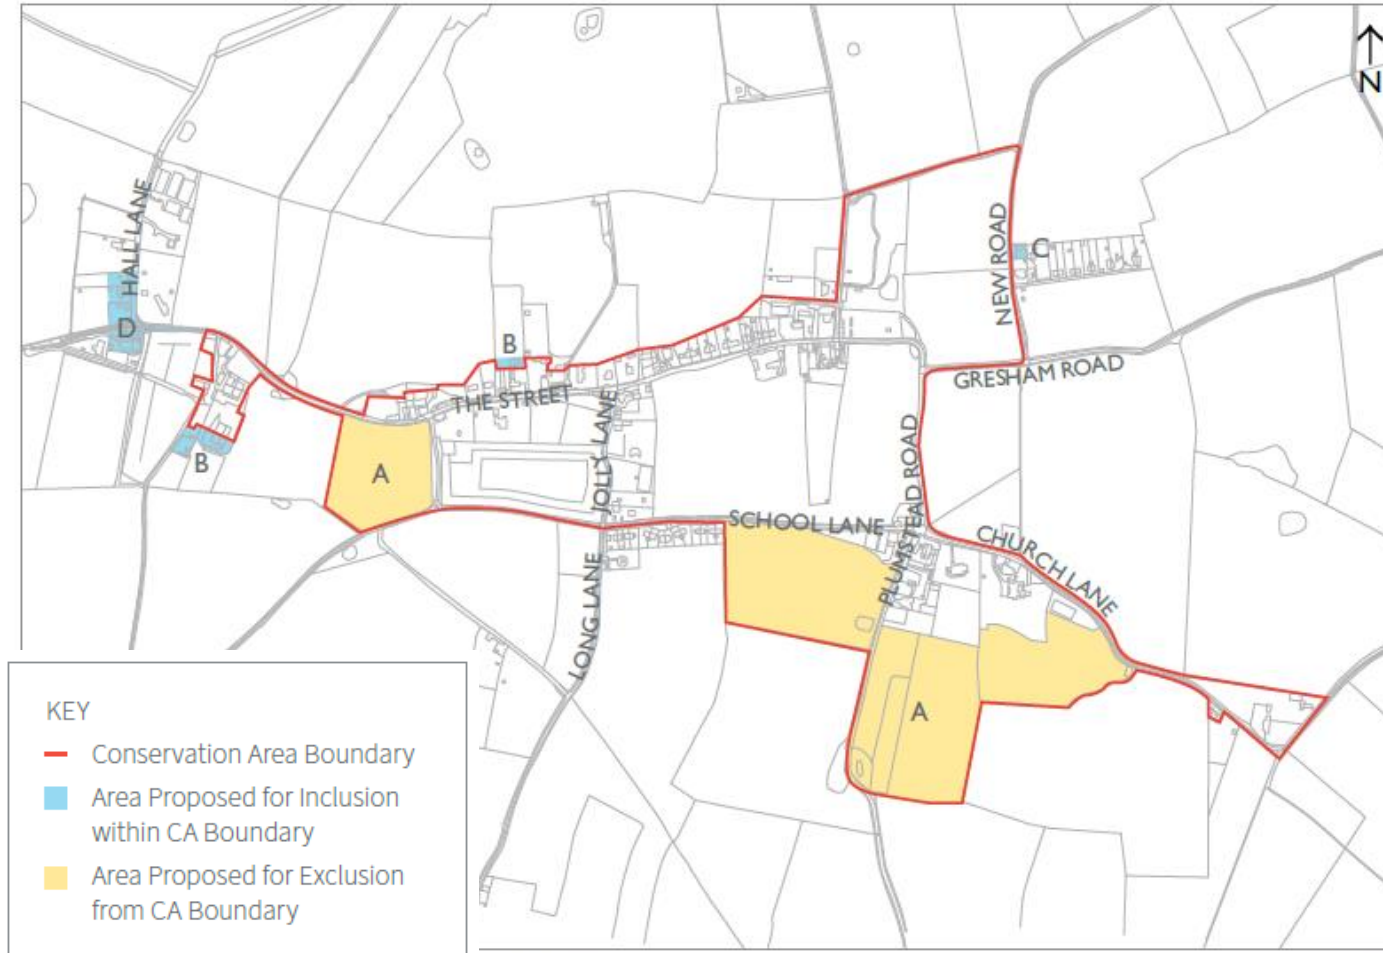 N
HALL LANE
NEW ROAD
C
D
B
GRESHAM ROAD
THE STREET
JOLLY LANE
B
A
PLUMSTEAD ROAD
SCHOOL LANE
CHURCH LANE
LONG LANE
A
KEY
Conservation Area Boundary
Area Proposed for Inclusion
within CA Boundary
Area Proposed for Exclusion
from CA Boundary